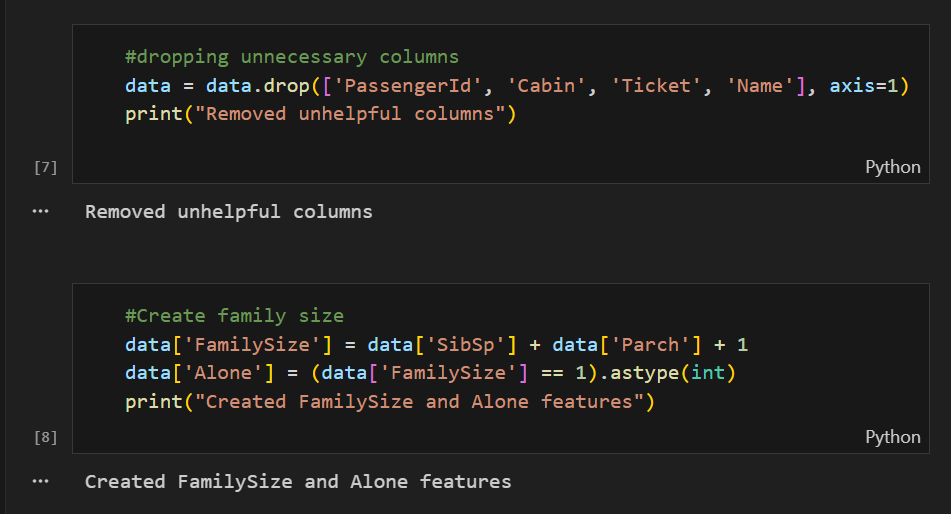 #dropping unnecessary columns
data = data.drop(['PassengerId', 'Cabin', 'Ticket', 'Name'], axis=1)
print("Removed unhelpful columns")
[7]
Python
... Removed unhelpful columns
#Create family size
data['FamilySize'] = data['SibSp'] + data['Parch'] + 1
data['Alone'] = (data['FamilySize'] == 1).astype(int)
print("Created FamilySize and Alone features")
[8]
Python
... Created FamilySize and Alone features